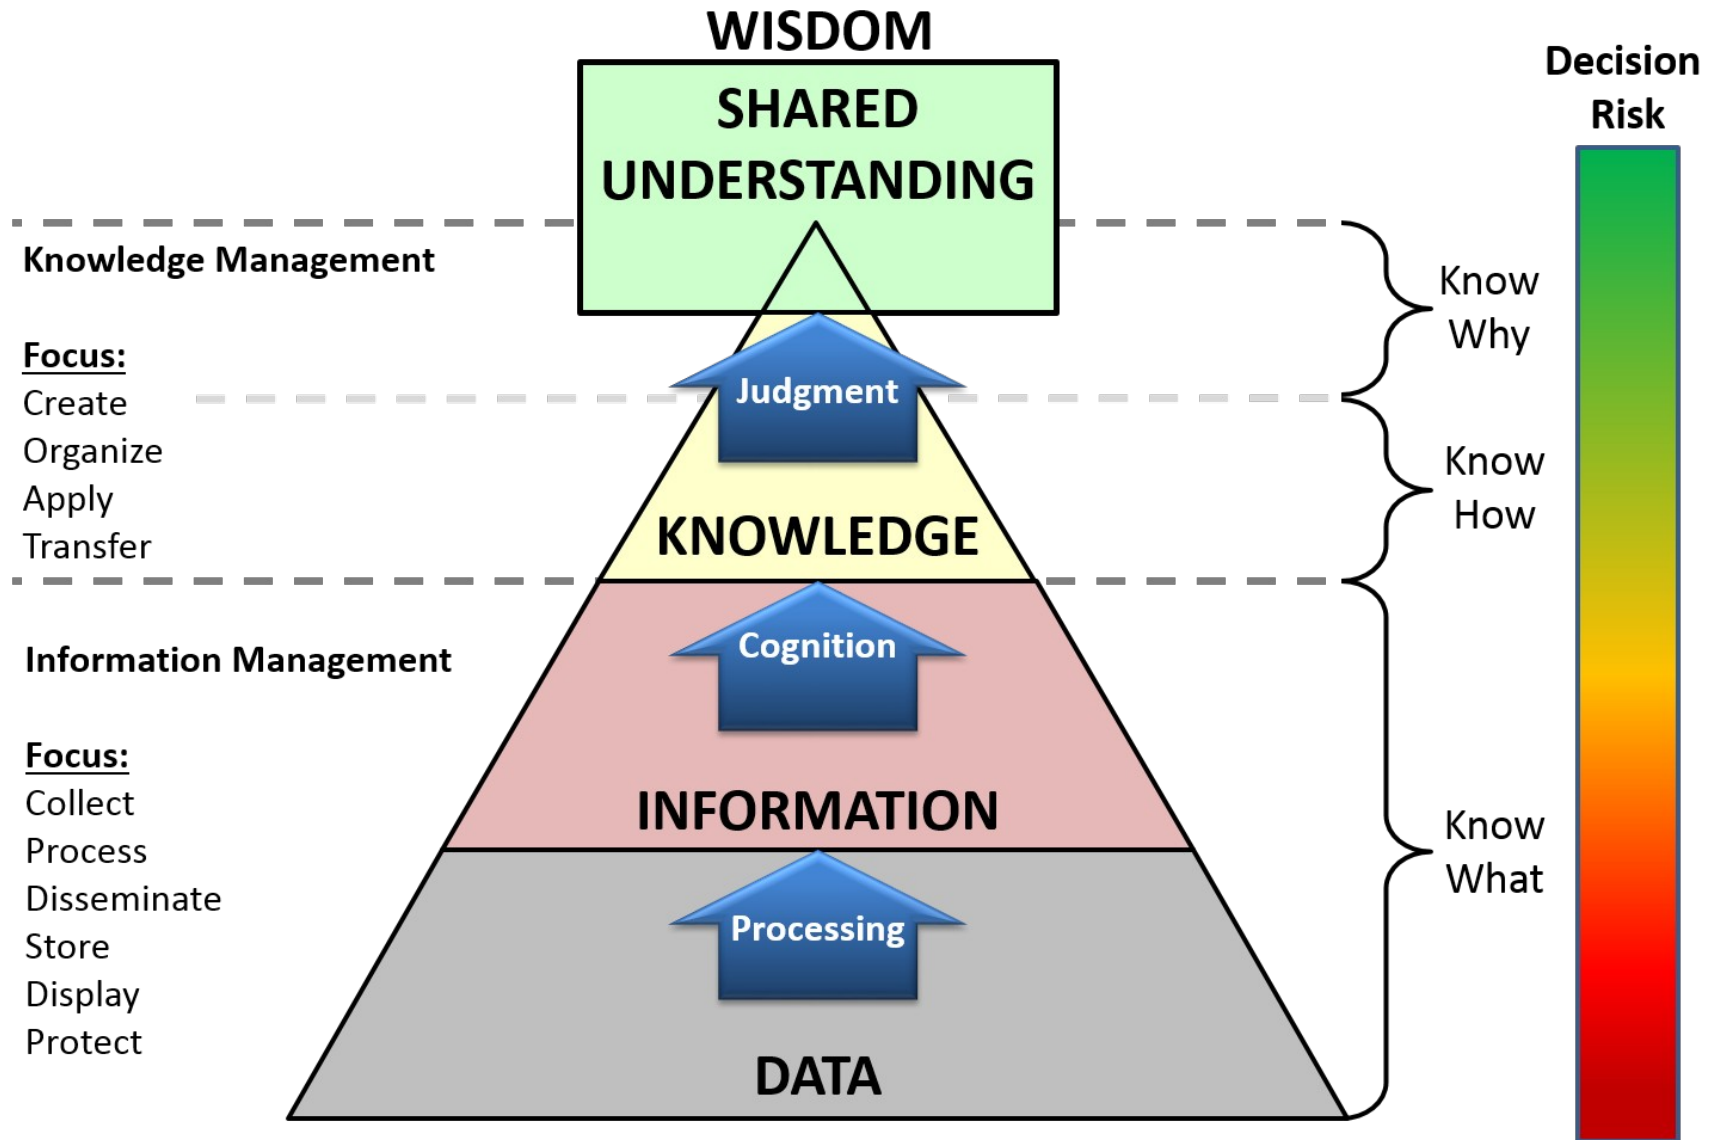 WISDOM
SHARED
UNDERSTANDING
Decision
Risk
Knowledge Management
Focus:
Create
Organize
Apply
Transfer
Judgment
KNOWLEDGE
Know
Why
Know
How
Information Management
Focus:
Collect
Process
Disseminate
Store
Display
Protect
Cognition
INFORMATION
Processing
DATA
Know
What